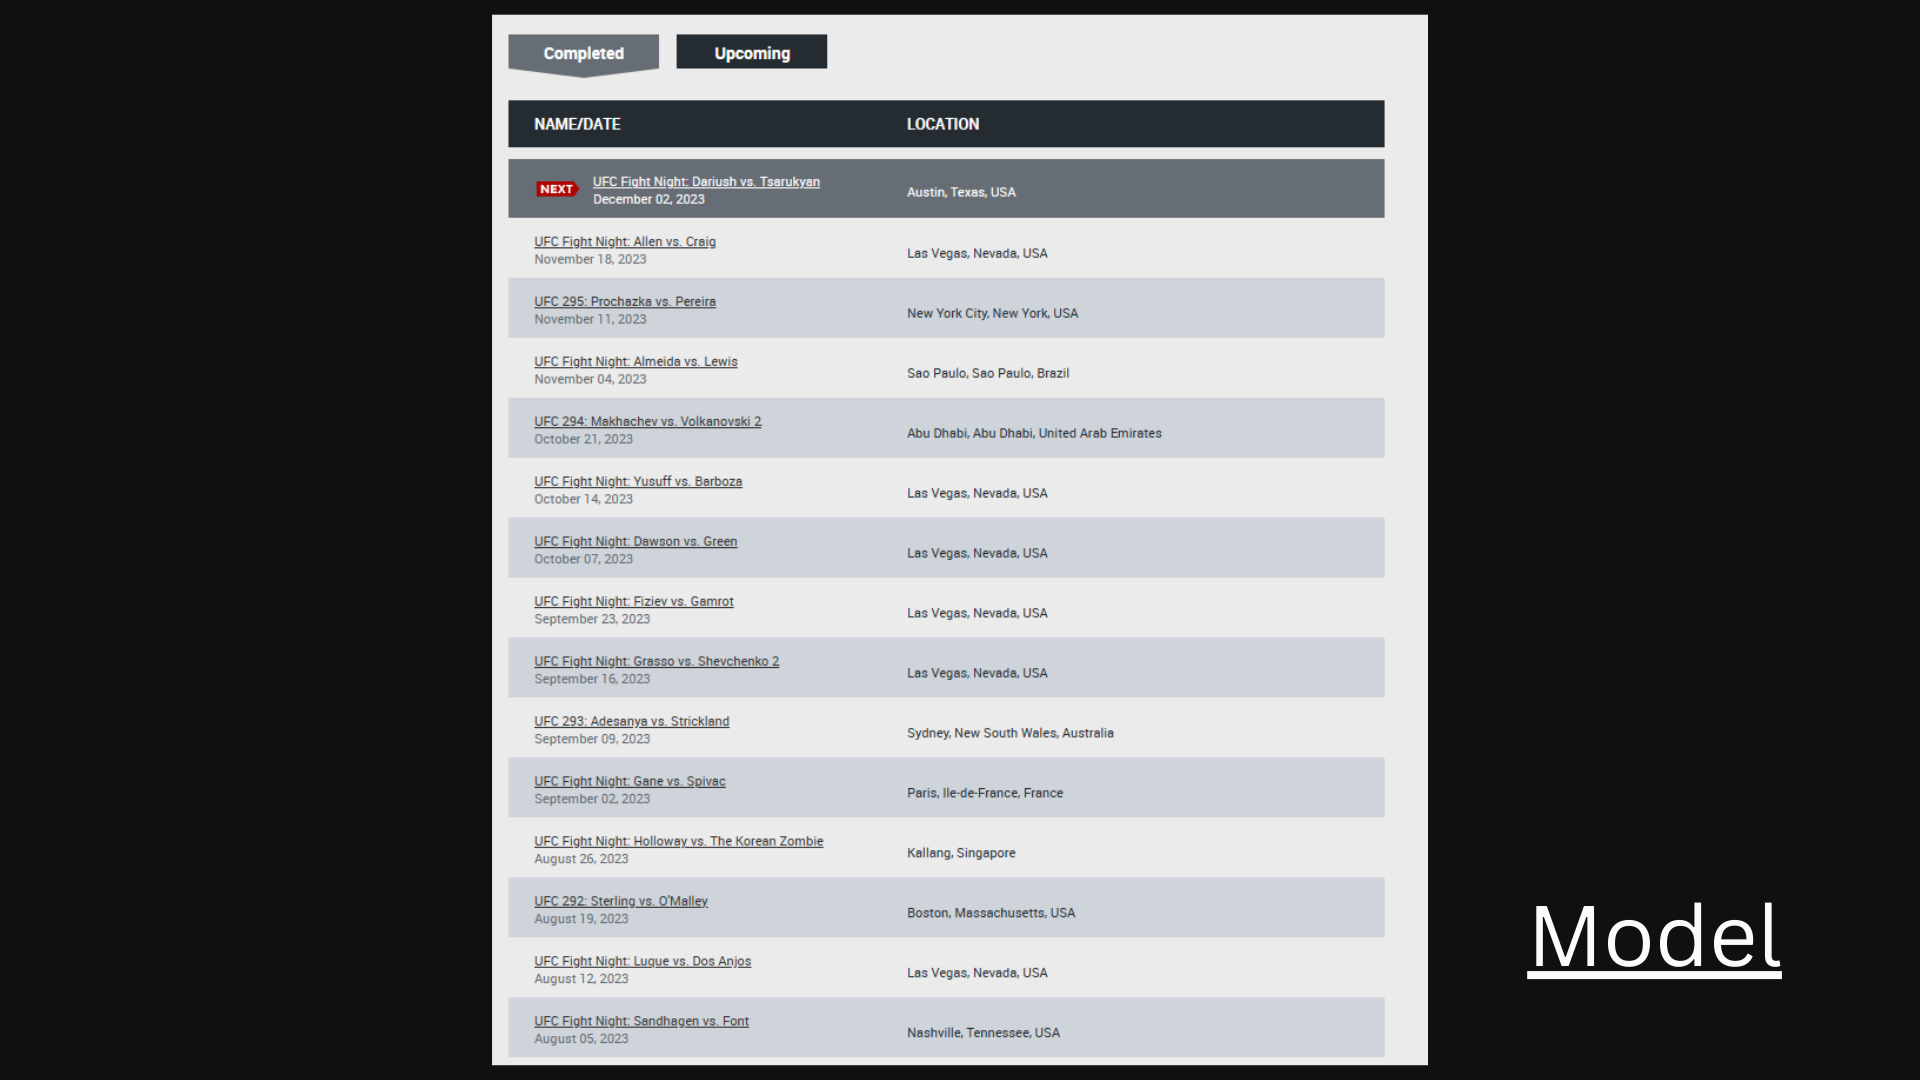 Completed
Upcoming
NAME/DATE
LOCATION
NEXT
UFC Fight Night: Dariush vs. Tsarukyan
December 02, 2023
Austin, Texas, USA
UFC Fight Night: Allen vs. Craig
November 18, 2023
Las Vegas, Nevada, USA
UFC 295: Prochazka vs. Pereira
November 11, 2023
New York City, New York, USA
UFC Fight Night: Almeida vs. Lewis
November 04, 2023
Sao Paulo, Sao Paulo, Brazil
UFC 294: Makhachev vs. Volkanovski 2
October 21, 2023
Abu Dhabi, Abu Dhabi, United Arab Emirates
UFC Fight Night: Yusuff vs. Barboza
October 14, 2023
Las Vegas, Nevada, USA
UFC Fight Night: Dawson vs. Green
October 07, 2023
Las Vegas, Nevada, USA
UFC Fight Night: Fiziev vs. Gamrot
September 23, 2023
Las Vegas, Nevada, USA
UFC Fight Night: Grasso vs. Shevchenko 2
September 16, 2023
Las Vegas, Nevada, USA
UFC 293: Adesanya vs. Strickland
September 09, 2023
Sydney, New South Wales, Australia
UFC Fight Night: Gane vs. Spivac
September 02, 2023
Paris, Ile-de-France, France
UFC Fight Night: Holloway vs. The Korean Zombie
August 26, 2023
Kallang, Singapore
UFC 292: Sterling vs. O'Malley
August 19, 2023
Boston, Massachusetts, USA
UFC Fight Night: Luque vs. Dos Anjos
August 12, 2023
Las Vegas, Nevada, USA
UFC Fight Night: Sandhagen vs. Font
August 05, 2023
Nashville, Tennessee, USA
Model